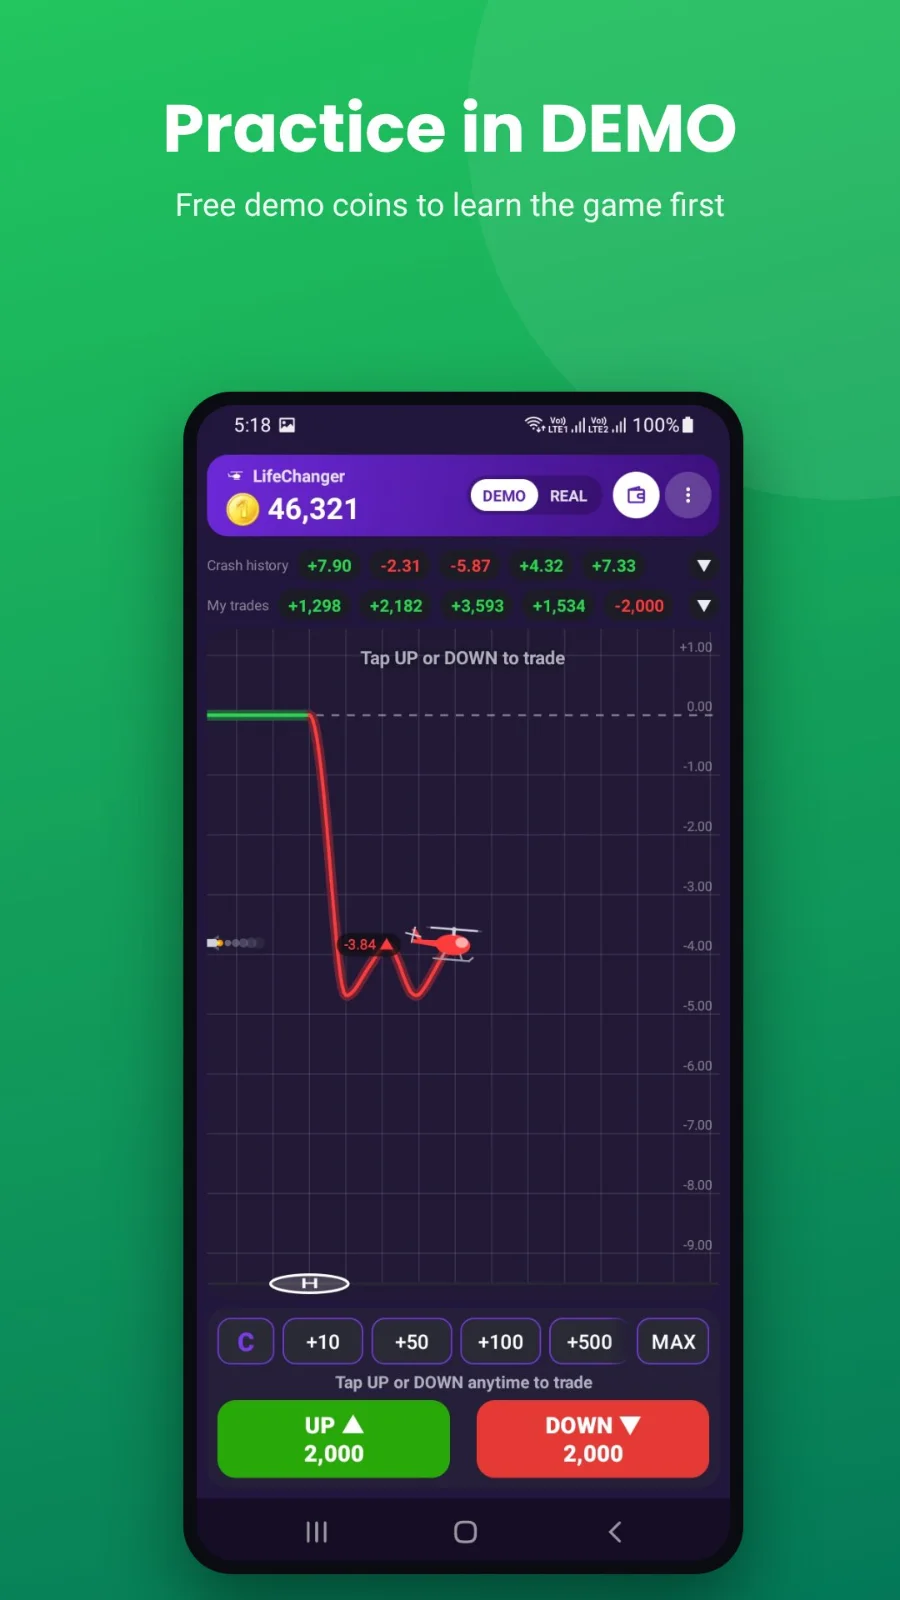 Practice in DEMO
Free demo coins to learn the game first
5:18
Vo) LTE1 Vo) LTE2 100%
LifeChanger
46,321
DEMO REAL
Crash history +7.90 -2.31 -5.87 +4.32 +7.33
My trades +1,298 +2,182 +3,593 +1,534 -2,000
Tap UP or DOWN to trade
+1.00
0.00
-1.00
-2.00
-3.00
-3.84
-4.00
-5.00
-6.00
-7.00
-8.00
-9.00
H
C +10 +50 +100 +500 MAX
Tap UP or DOWN anytime to trade
UP DOWN
2,000 2,000